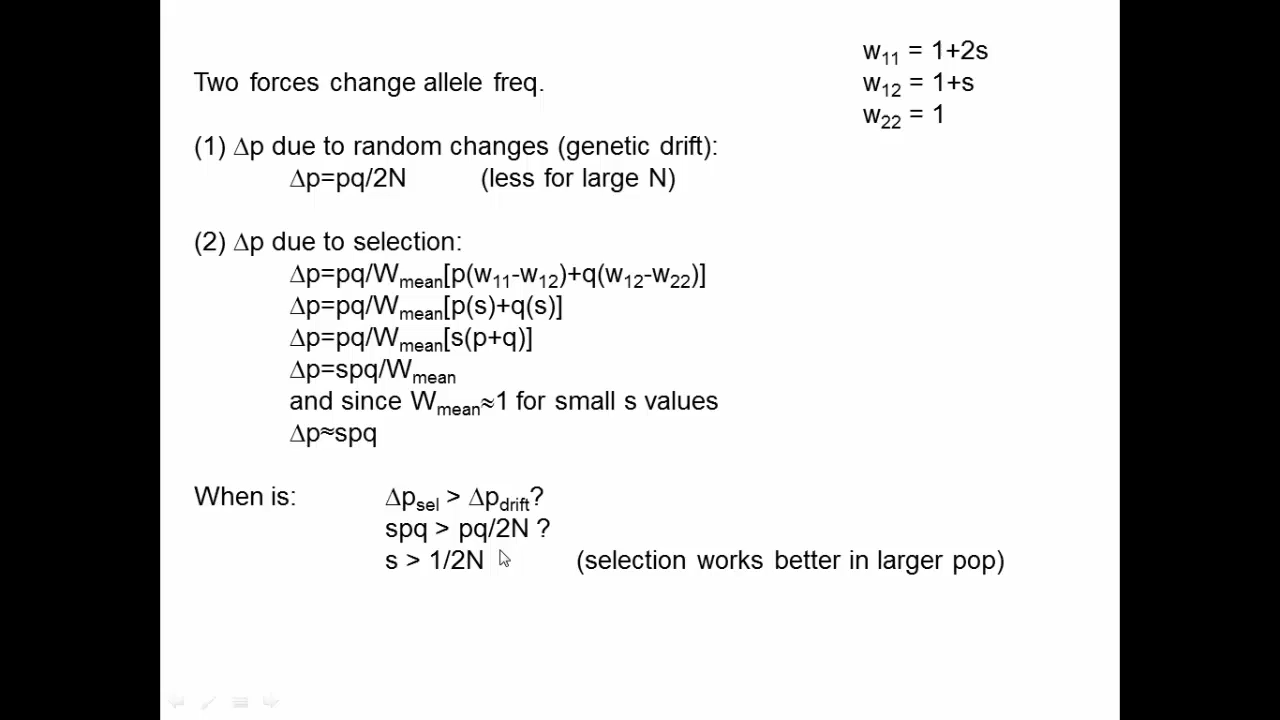 w₁₁ = 1+2s
Two forces change allele freq.
w₁₂ = 1+s
w₂₂ = 1
(1) Δp due to random changes (genetic drift):
Δp=pq/2N (less for large N)
(2) Δp due to selection:
Δp=pq/Wmean[p(w₁₁-w₁₂)+q(w₁₂-w₂₂)]
Δp=pq/Wmean[p(s)+q(s)]
Δp=pq/Wmean[s(p+q)]
Δp=spq/Wmean
and since Wmean≈1 for small s values
Δp≈spq
When is: Δpsel > Δpdrift?
spq > pq/2N ?
s > 1/2N (selection works better in larger pop)